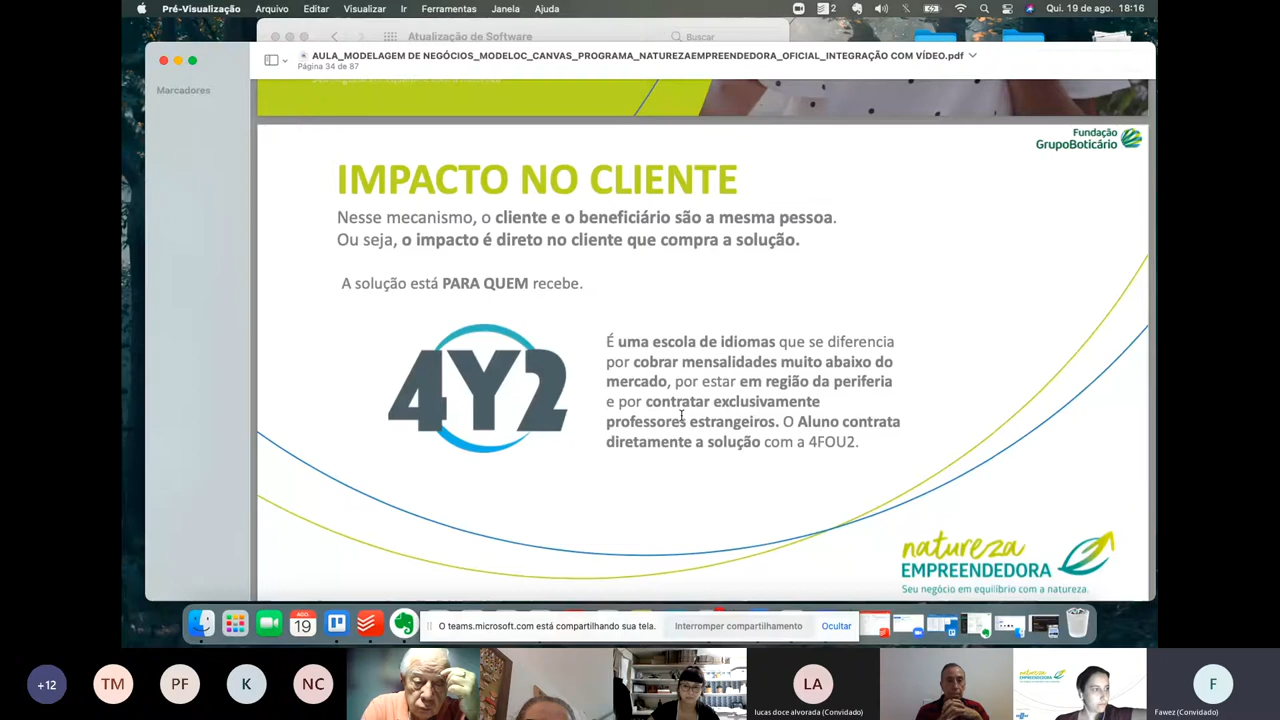 Pré-Visualização Arquivo Editar Visualizar Ir Ferramentas Janela Ajuda 2 Qui. 19 de ago. 18:16
Atualização de Software Buscar
AULA_MODELAGEM DE NEGÓCIOS_MODELOC_CANVAS_PROGRAMA_NATUREZAEMPREENDEDORA_OFICIAL_INTEGRAÇÃO COM VÍDEO.pdf
Página 34 de 87
Marcadores
Fundação
GrupoBoticário
IMPACTO NO CLIENTE
Nesse mecanismo, o cliente e o beneficiário são a mesma pessoa.
Ou seja, o impacto é direto no cliente que compra a solução.
A solução está PARA QUEM recebe.
4Y2
É uma escola de idiomas que se diferencia
por cobrar mensalidades muito abaixo do
mercado, por estar em região da periferia
e por contratar exclusivamente
professores estrangeiros. O Aluno contrata
diretamente a solução com a 4FOU2.
natureza
EMPREENDEDORA
Seu negócio em equilíbrio com a natureza.
AGO
19
O teams.microsoft.com está compartilhando sua tela. Interromper compartilhamento Ocultar
+12 TM PF K NC LA F
lucas doce alvorada (Convidado) Fawez (Convidado)
natureza
EMPREENDEDORA